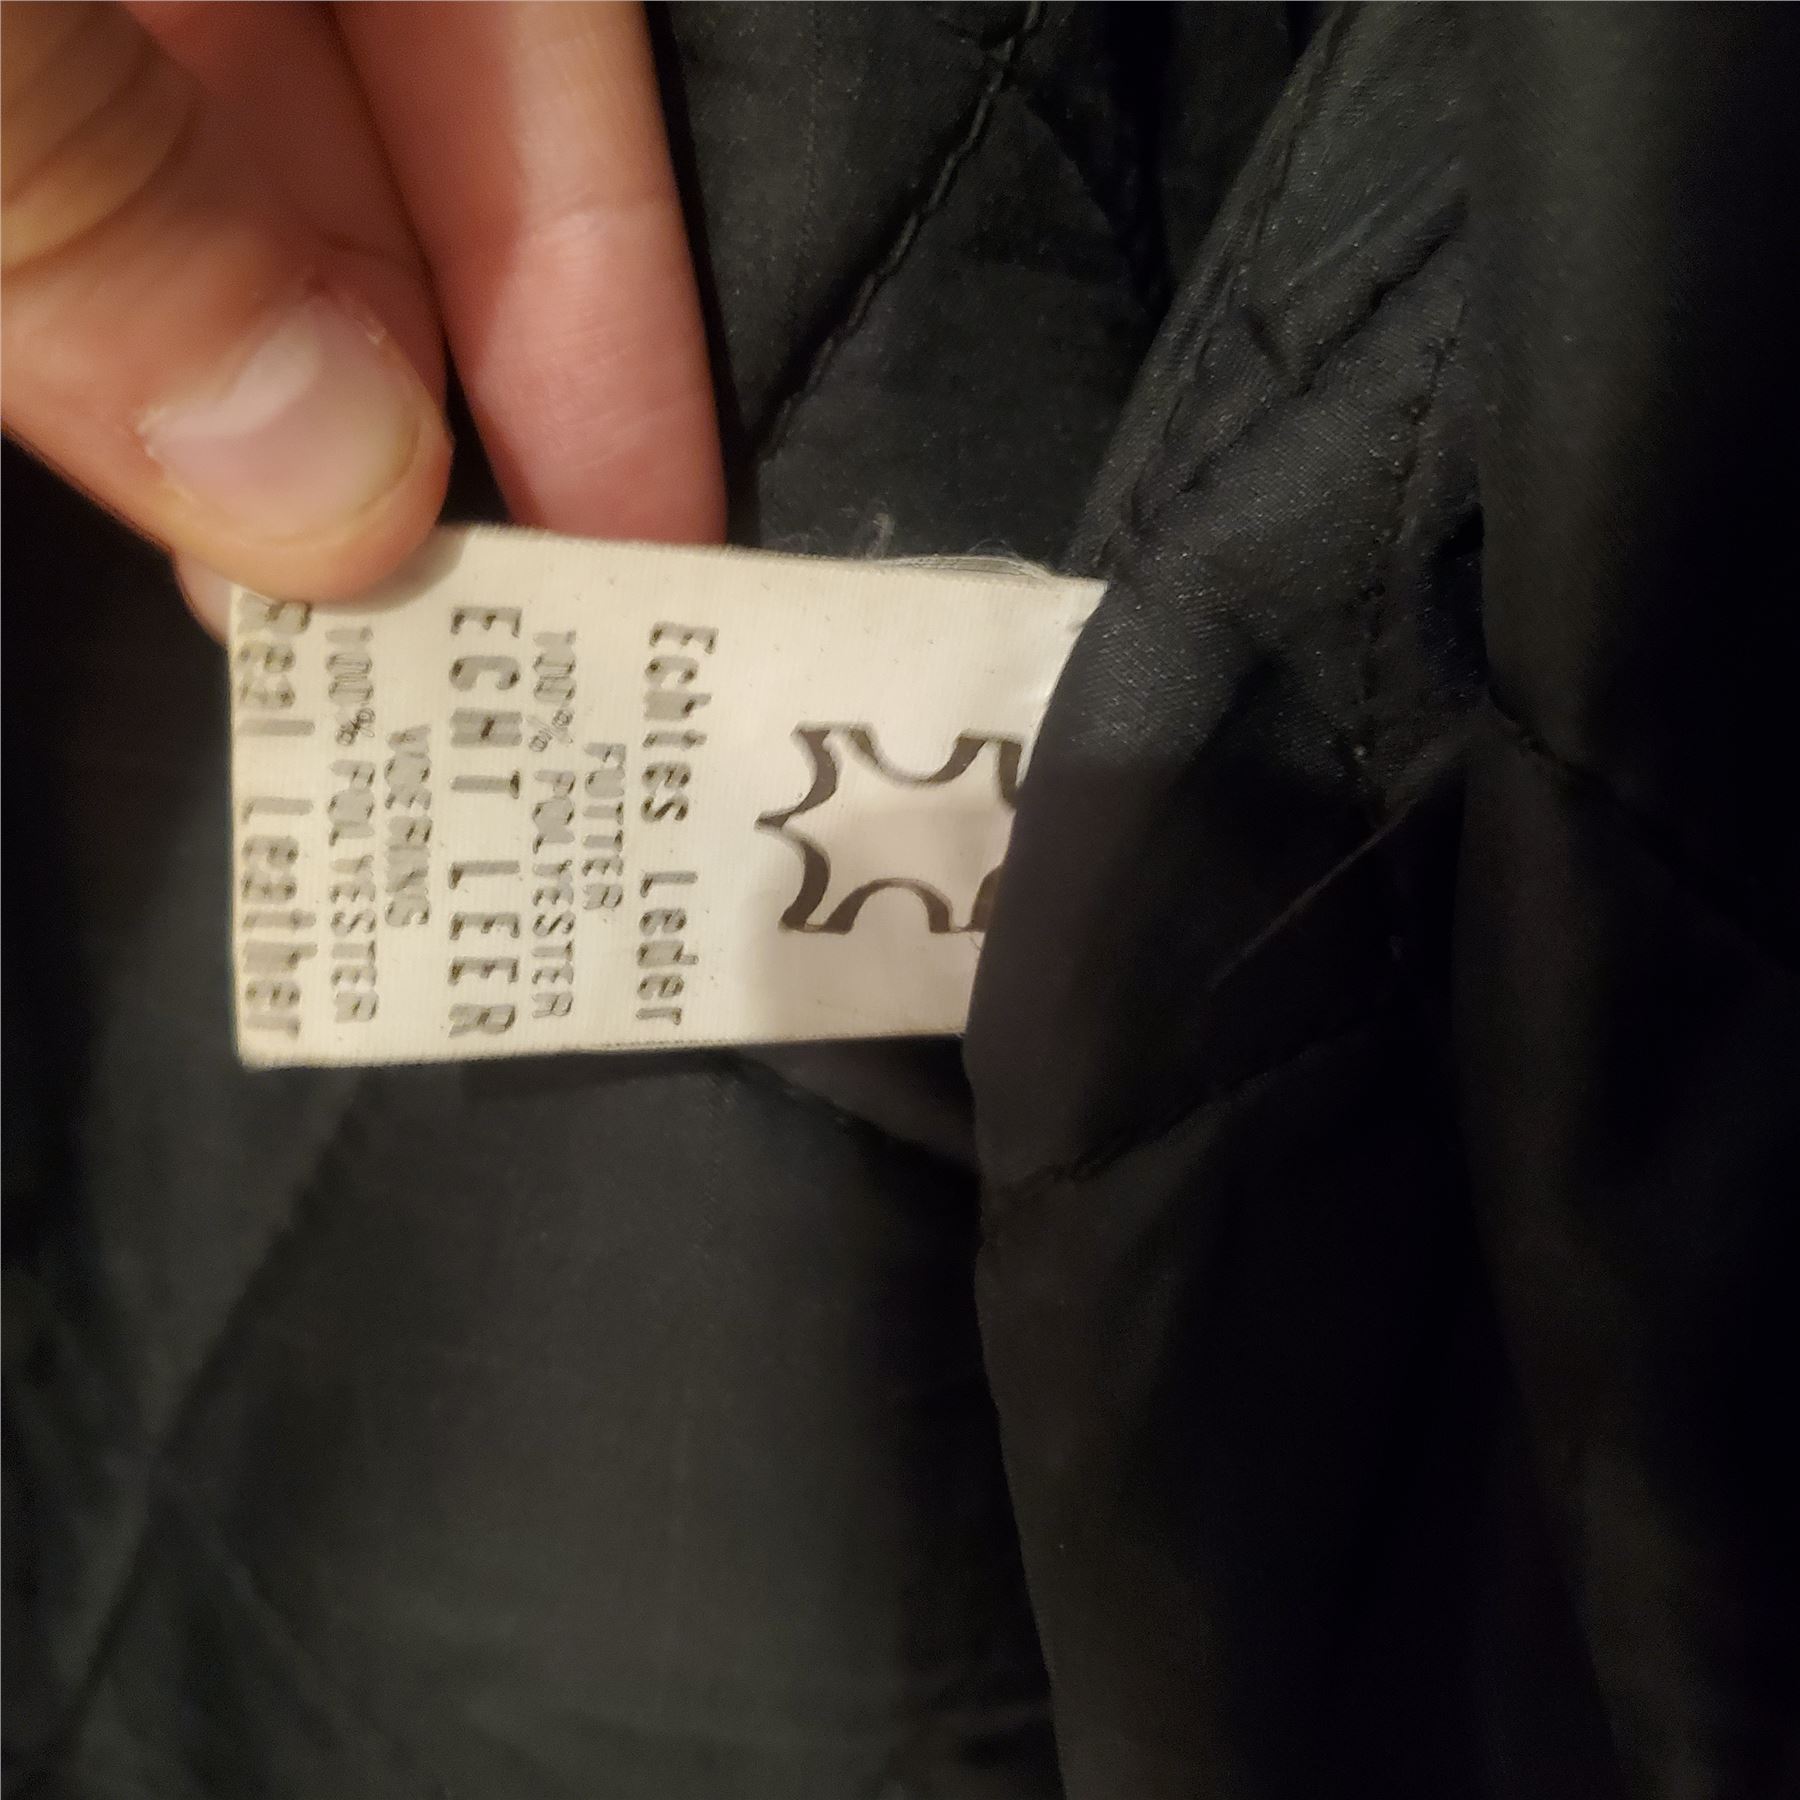 Echtes Leder
FUTTER
100% POLYESTER
ECHT LEER
VOERING
100% POLYESTER
Real Leather